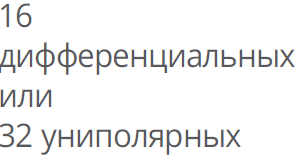 16
дифференциальных
или
32 униполярных